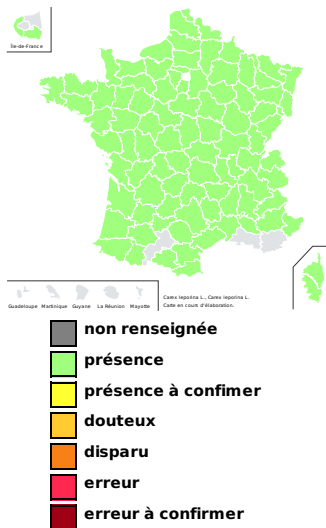 Île-de-France
Guadeloupe Martinique Guyane La Réunion Mayotte
Carex leporina L., Carex leporina L.
Carte en cours d'élaboration.
non renseignée
présence
présence à confimer
douteux
disparu
erreur
erreur à confirmer